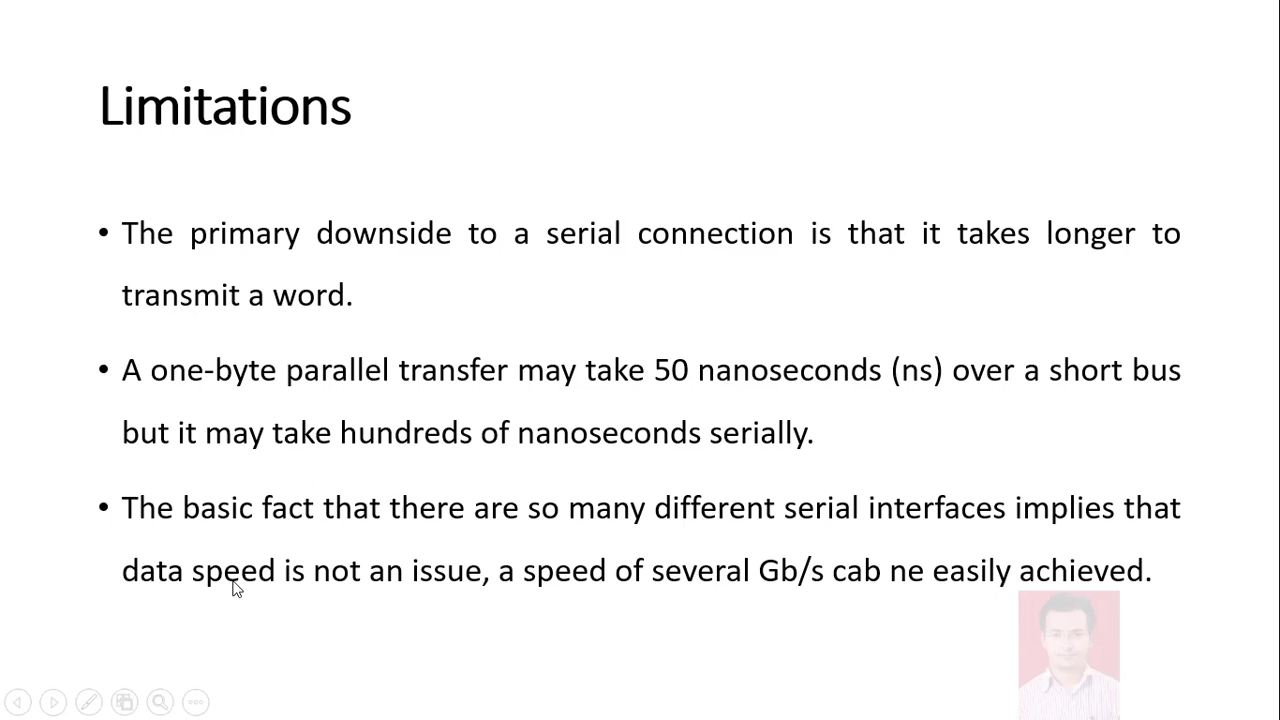 Limitations
• The primary downside to a serial connection is that it takes longer to
transmit a word.
• A one-byte parallel transfer may take 50 nanoseconds (ns) over a short bus
but it may take hundreds of nanoseconds serially.
• The basic fact that there are so many different serial interfaces implies that
data speed is not an issue, a speed of several Gb/s cab ne easily achieved.